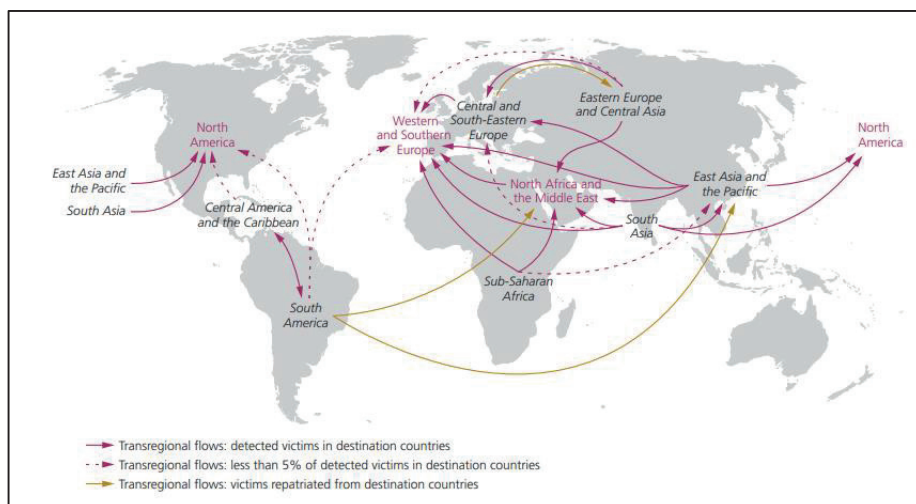 North
America
East Asia and
the Pacific
South Asia
Central America
and the Caribbean
South
America
Western
and Southern
Europe
Central and
South-Eastern
Europe
Eastern Europe
and Central Asia
North Africa and
the Middle East
Sub-Saharan
Africa
South
Asia
East Asia and
the Pacific
North
America
Transregional flows: detected victims in destination countries
Transregional flows: less than 5% of detected victims in destination countries
Transregional flows: victims repatriated from destination countries